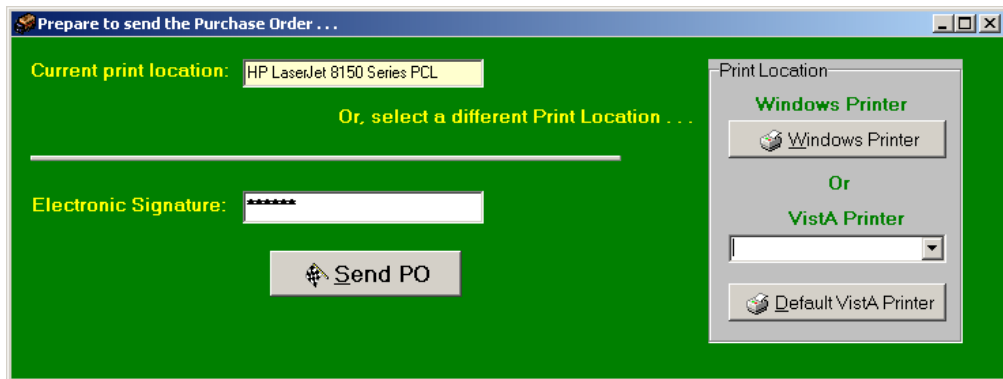 Prepare to send the Purchase Order . . .
Current print location: HP LaserJet 8150 Series PCL
Or, select a different Print Location . . .
Electronic Signature: ******
Send PO
Print Location
Windows Printer
Windows Printer
Or
VistA Printer
Default VistA Printer